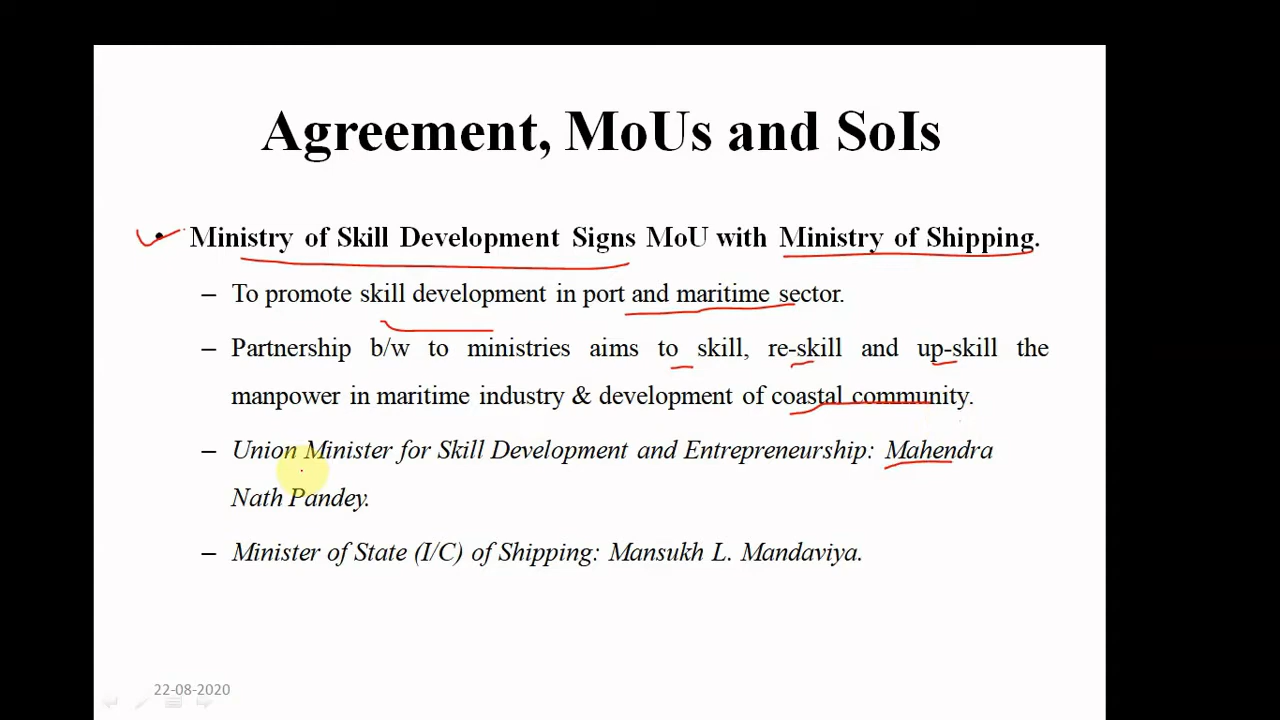 Agreement, MoUs and SoIs
• Ministry of Skill Development Signs MoU with Ministry of Shipping.
– To promote skill development in port and maritime sector.
– Partnership b/w to ministries aims to skill, re-skill and up-skill the
manpower in maritime industry & development of coastal community.
– Union Minister for Skill Development and Entrepreneurship: Mahendra
Nath Pandey.
– Minister of State (I/C) of Shipping: Mansukh L. Mandaviya.
22-08-2020